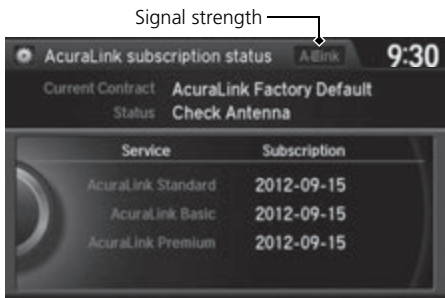 Signal strength
AcuraLink subscription status
9:30
Current Contract AcuraLink Factory Default
Status Check Antenna
Service Subscription
AcuraLink Standard 2012-09-15
AcuraLink Basic 2012-09-15
AcuraLink Premium 2012-09-15